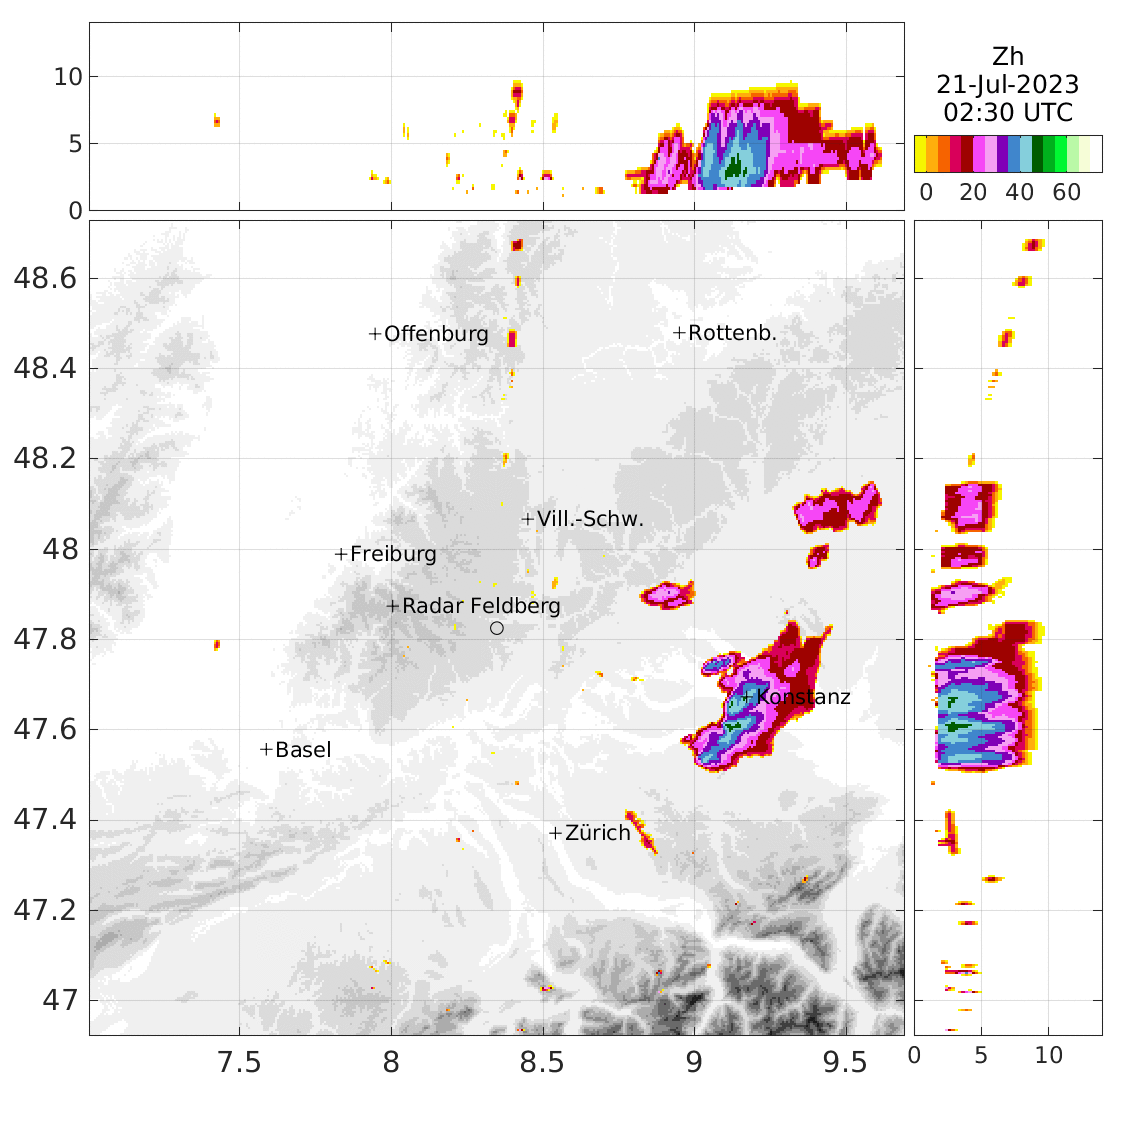 10
5
0
Zh
21-Jul-2023
02:30 UTC
0 20 40 60
48.6
48.4
48.2
48
47.8
47.6
47.4
47.2
47
Offenburg
Rottenb.
Vill.-Schw.
Freiburg
Radar Feldberg
Konstanz
Basel
Zürich
7.5 8 8.5 9 9.5
0 5 10